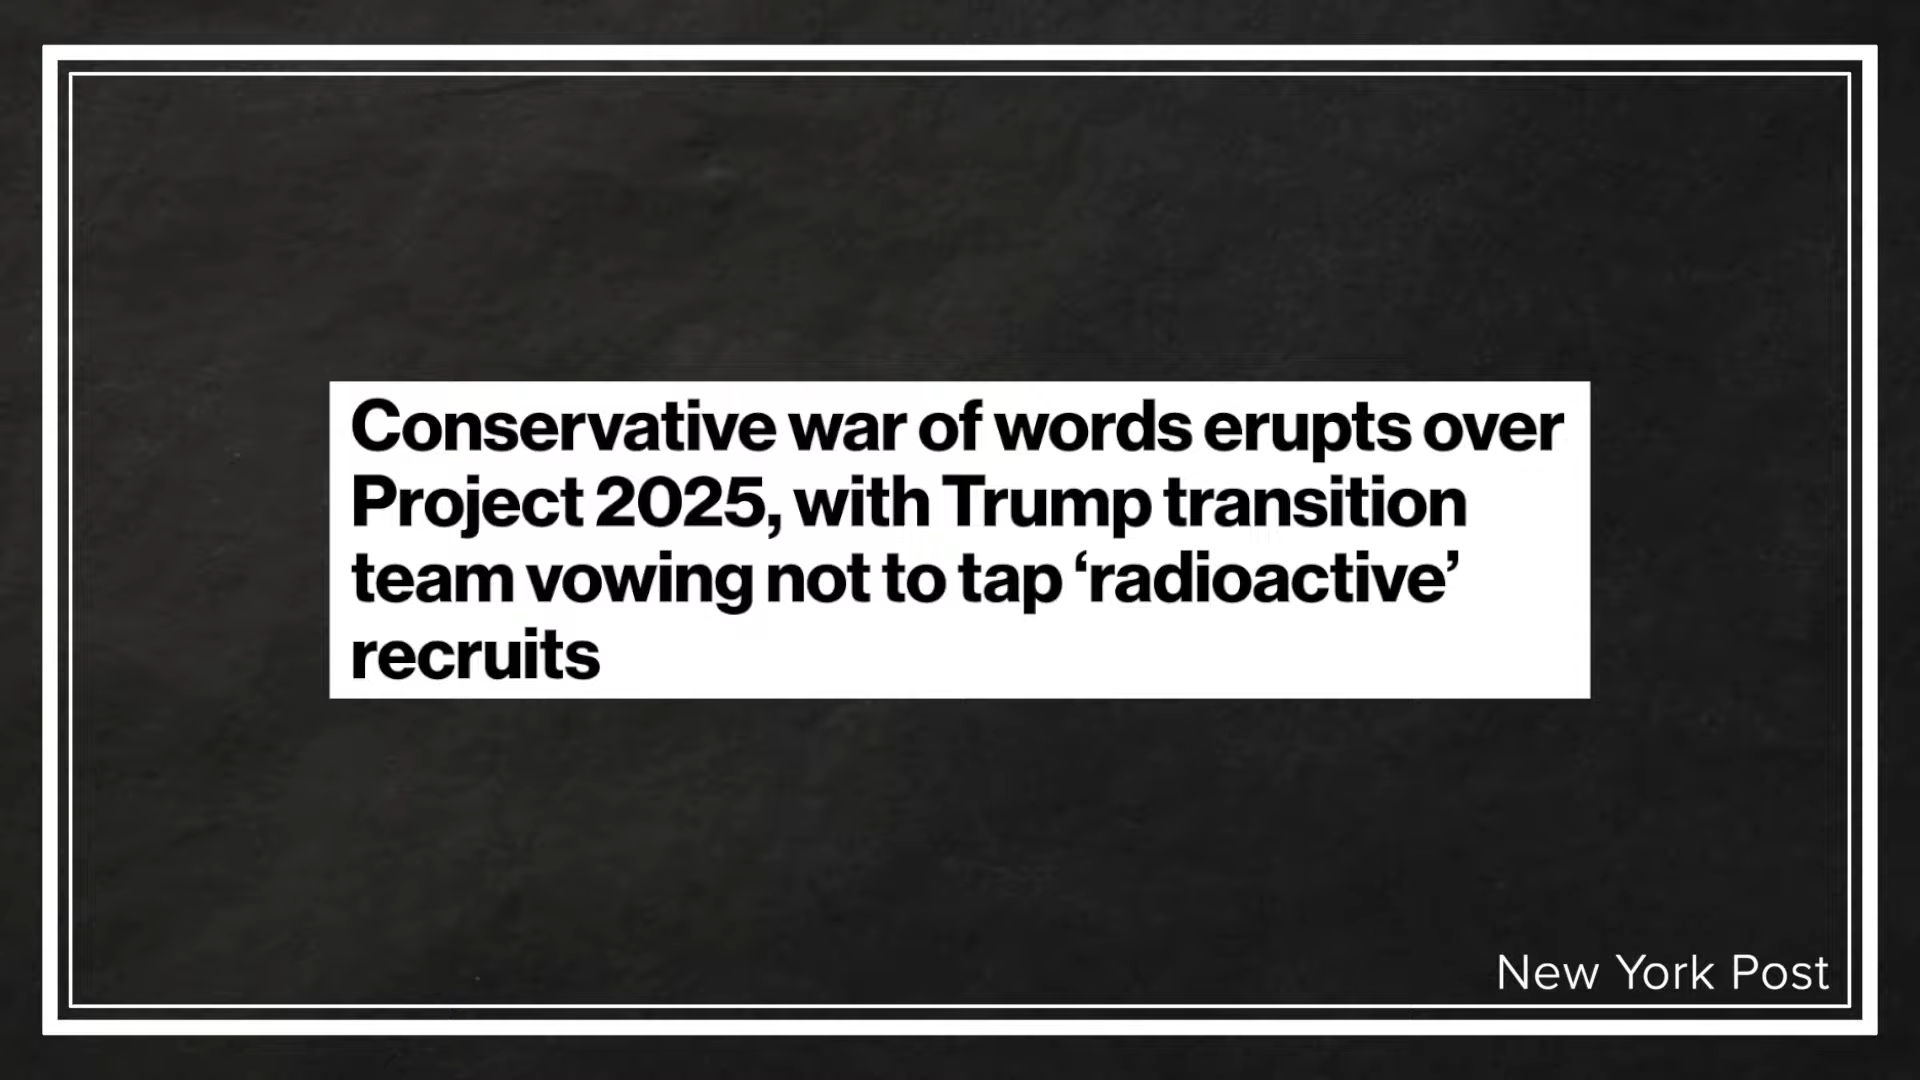 Conservative war of words erupts over
Project 2025, with Trump transition
team vowing not to tap ‘radioactive’
recruits
New York Post